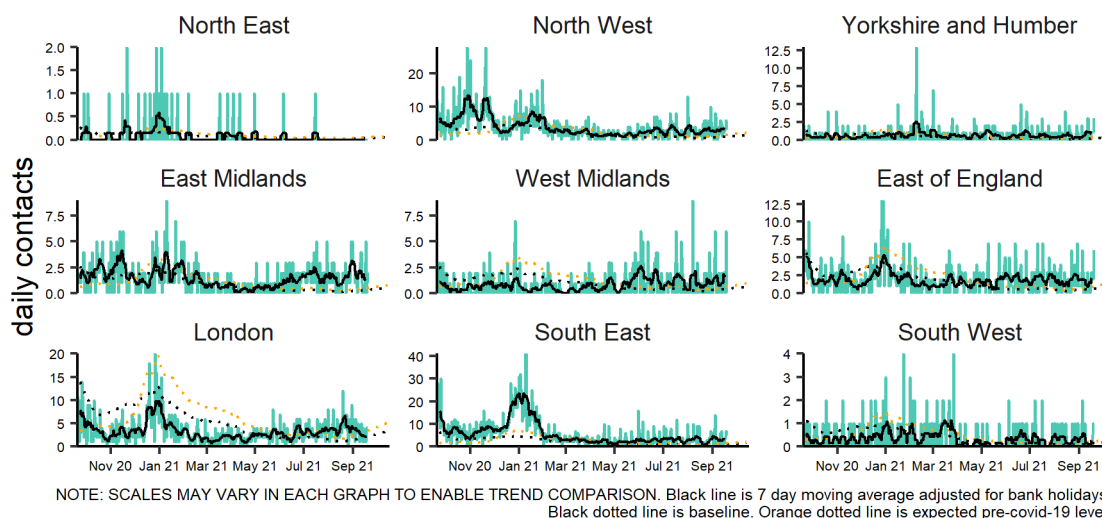 North East
North West
Yorkshire and Humber
2.0
1.5
1.0
0.5
0.0
20
10
0
12.5
10.0
7.5
5.0
2.5
0.0
East Midlands
West Midlands
East of England
7.5
5.0
2.5
0.0
7.5
5.0
2.5
0.0
12.5
10.0
7.5
5.0
2.5
0.0
daily contacts
London
South East
South West
20
15
10
5
0
40
30
20
10
0
4
3
2
1
0
Nov 20 Jan 21 Mar 21 May 21 Jul 21 Sep 21
Nov 20 Jan 21 Mar 21 May 21 Jul 21 Sep 21
Nov 20 Jan 21 Mar 21 May 21 Jul 21 Sep 21
NOTE: SCALES MAY VARY IN EACH GRAPH TO ENABLE TREND COMPARISON. Black line is 7 day moving average adjusted for bank holidays
Black dotted line is baseline. Orange dotted line is expected pre-covid-19 leve